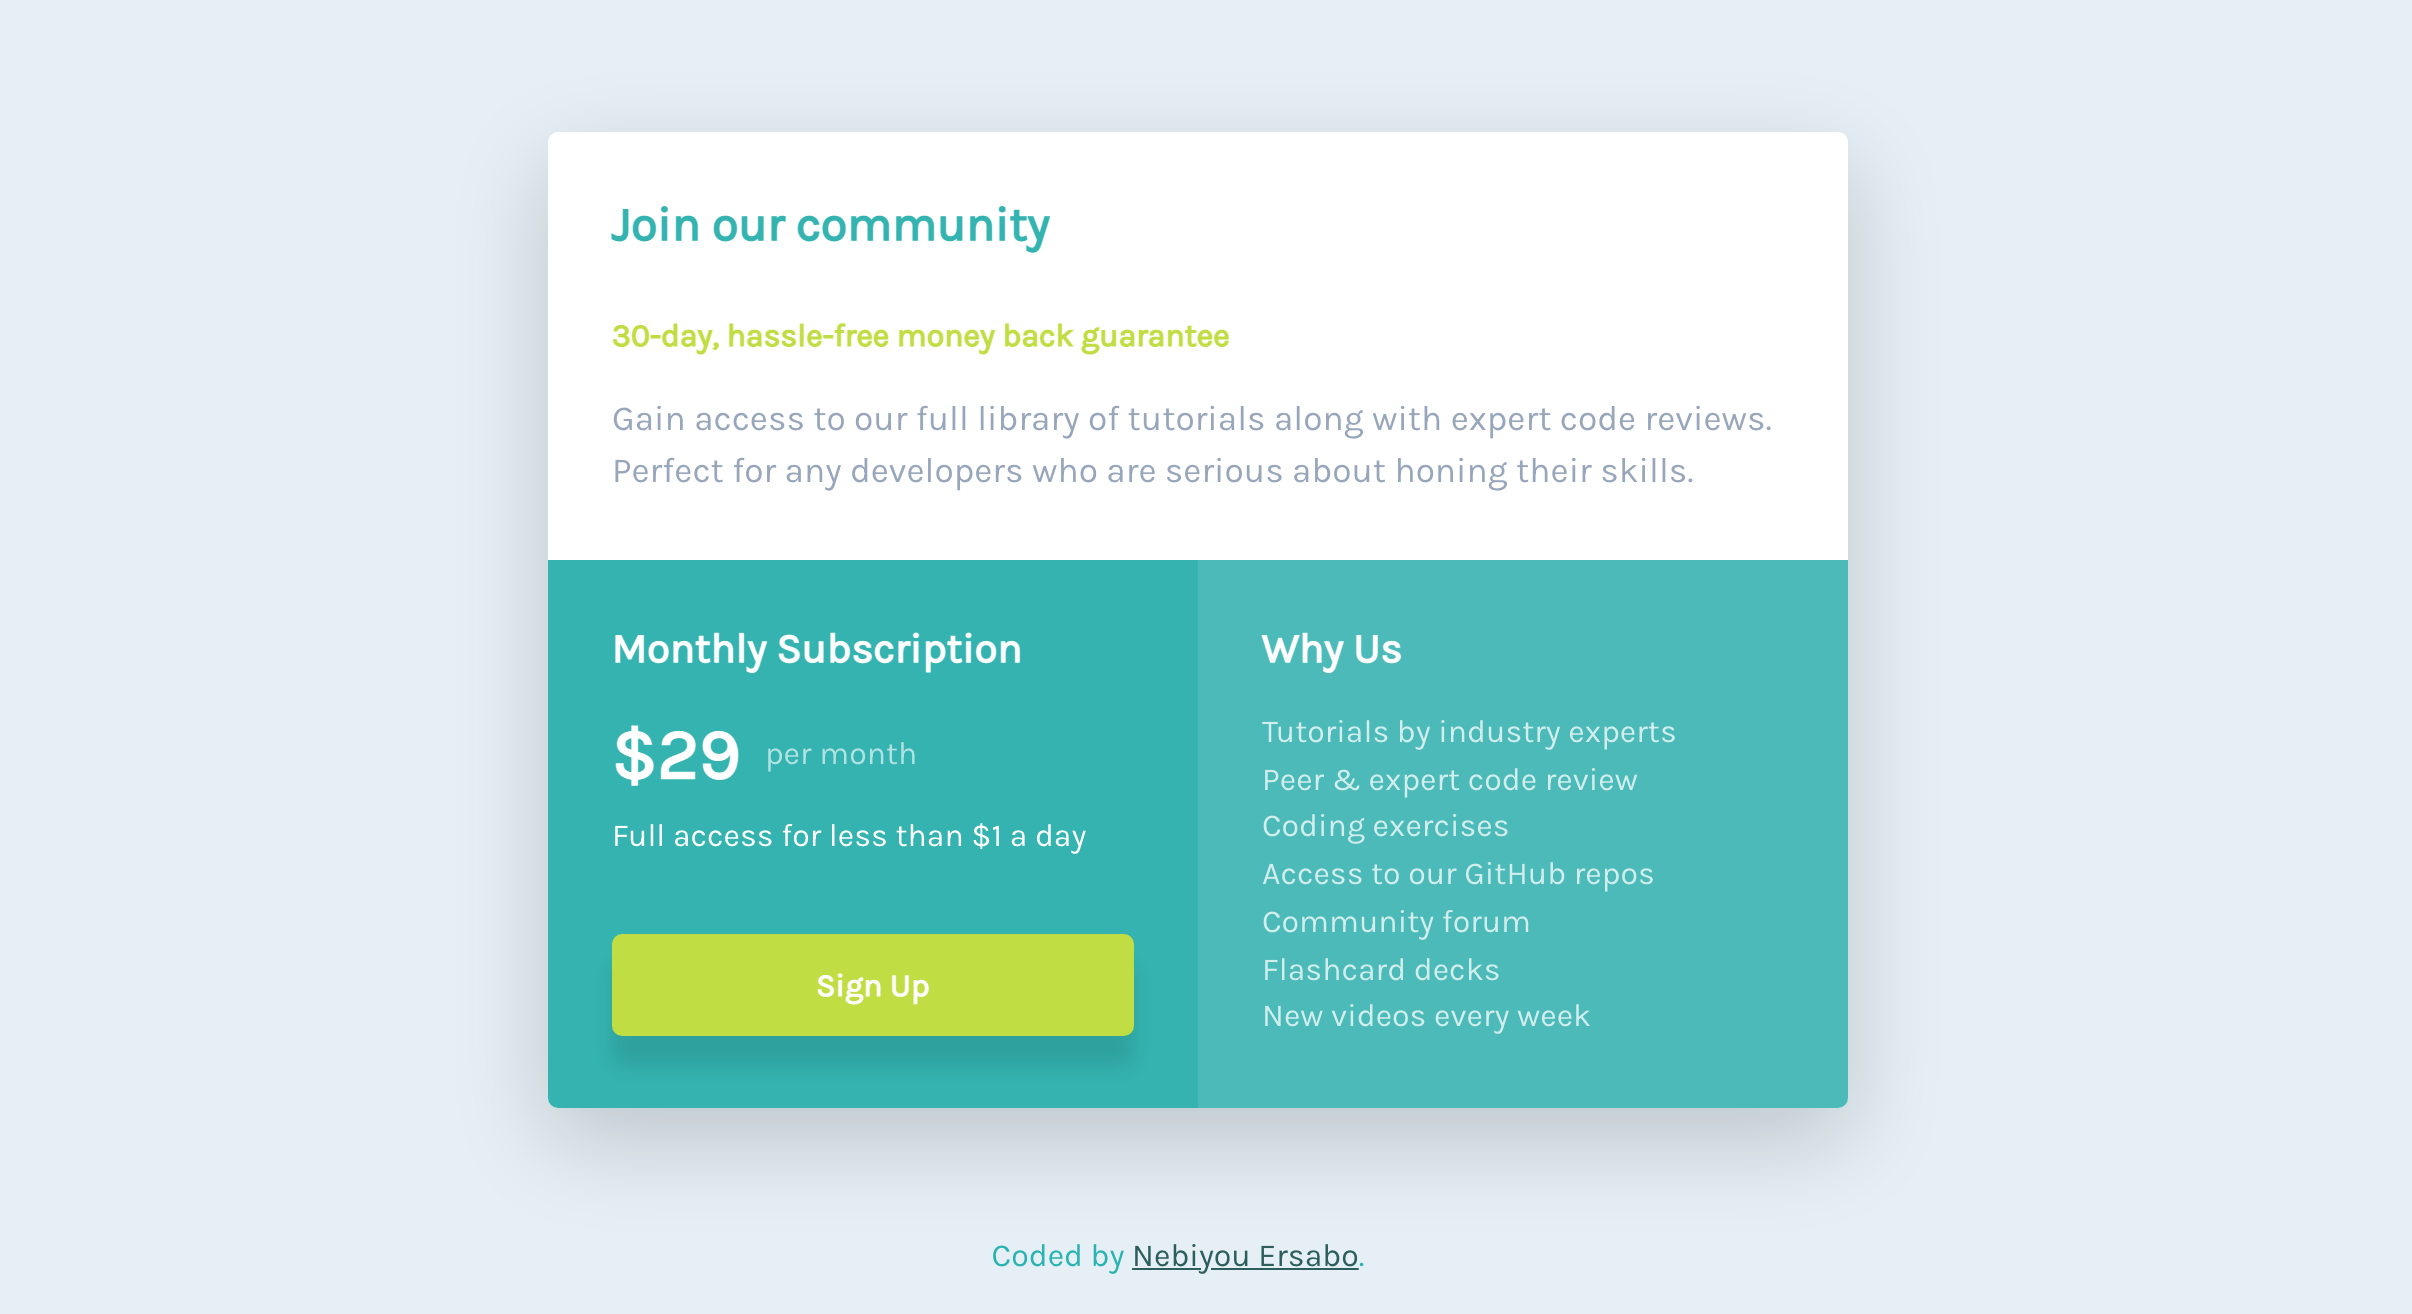 Join our community
30-day, hassle-free money back guarantee
Gain access to our full library of tutorials along with expert code reviews.
Perfect for any developers who are serious about honing their skills.
Monthly Subscription
$29 per month
Full access for less than $1 a day
Sign Up
Why Us
Tutorials by industry experts
Peer & expert code review
Coding exercises
Access to our GitHub repos
Community forum
Flashcard decks
New videos every week
Coded by Nebiyou Ersabo.